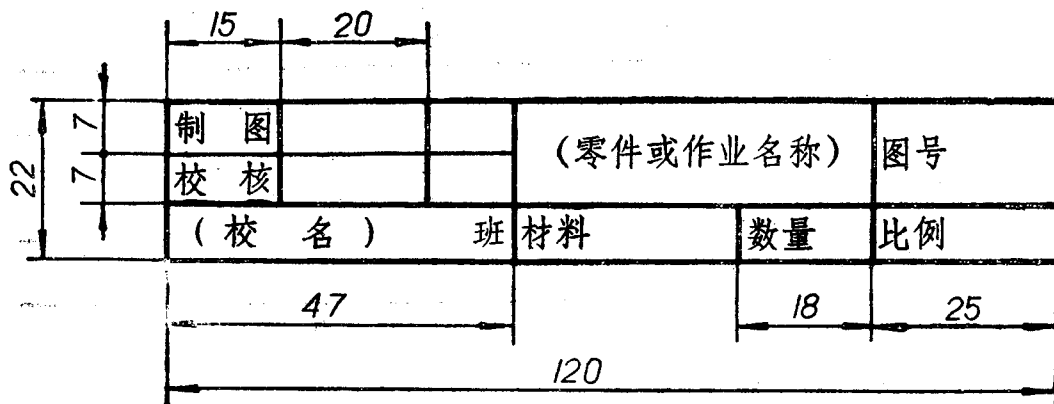 15 20
7 制 图 (零件或作业名称) 图号
22 7 校 核
(校 名) 班 材料 数量 比例
47 18 25
120